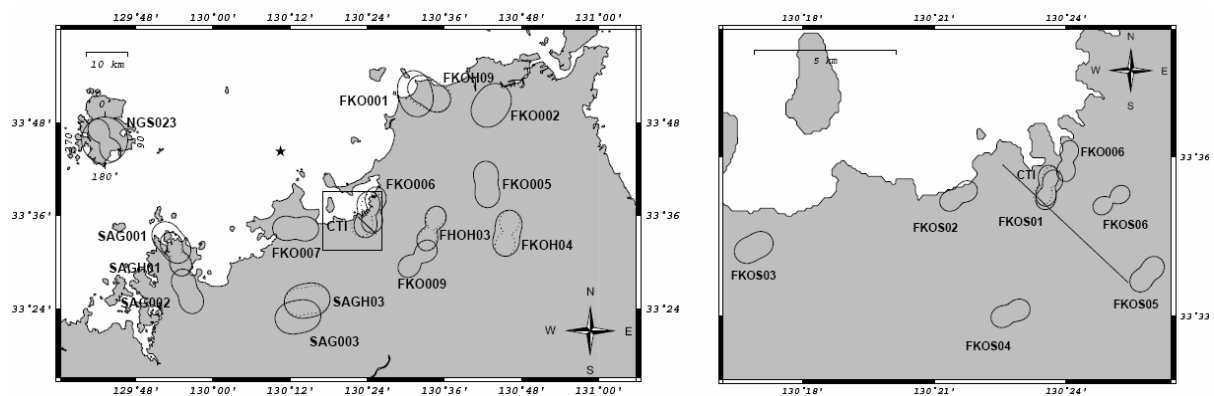 129°48' 130°00' 130°12' 130°24' 130°36' 130°48' 131°00'
10 km
FKOH09
FKO001
FKO002
33°48' NGS023 33°48'
0°
270° 90
180°
FKO006
FKO005
33°36' 33°36'
SAG001
CTI
FKO007
FHOH03
FKOH04
SAGH01
FKO009
SAG002
SAGH03
33°24' 33°24'
SAG003
N
W E
S
129°48' 130°00' 130°12' 130°24' 130°36' 130°48' 131°00'
130°18' 130°21' 130°24'
5 km
N
W E
S
33°36' FKO006 33°36'
CTI
FKOS01
FKOS02
FKOS06
FKOS03
FKOS05
33°33' 33°33'
FKOS04
130°18' 130°21' 130°24'